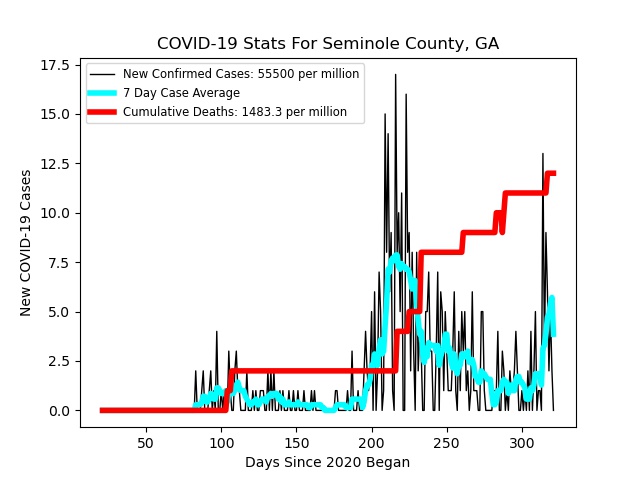 COVID-19 Stats For Seminole County, GA
New Confirmed Cases: 55500 per million
7 Day Case Average
Cumulative Deaths: 1483.3 per million
New COVID-19 Cases
17.5
15.0
12.5
10.0
7.5
5.0
2.5
0.0
50 100 150 200 250 300
Days Since 2020 Began